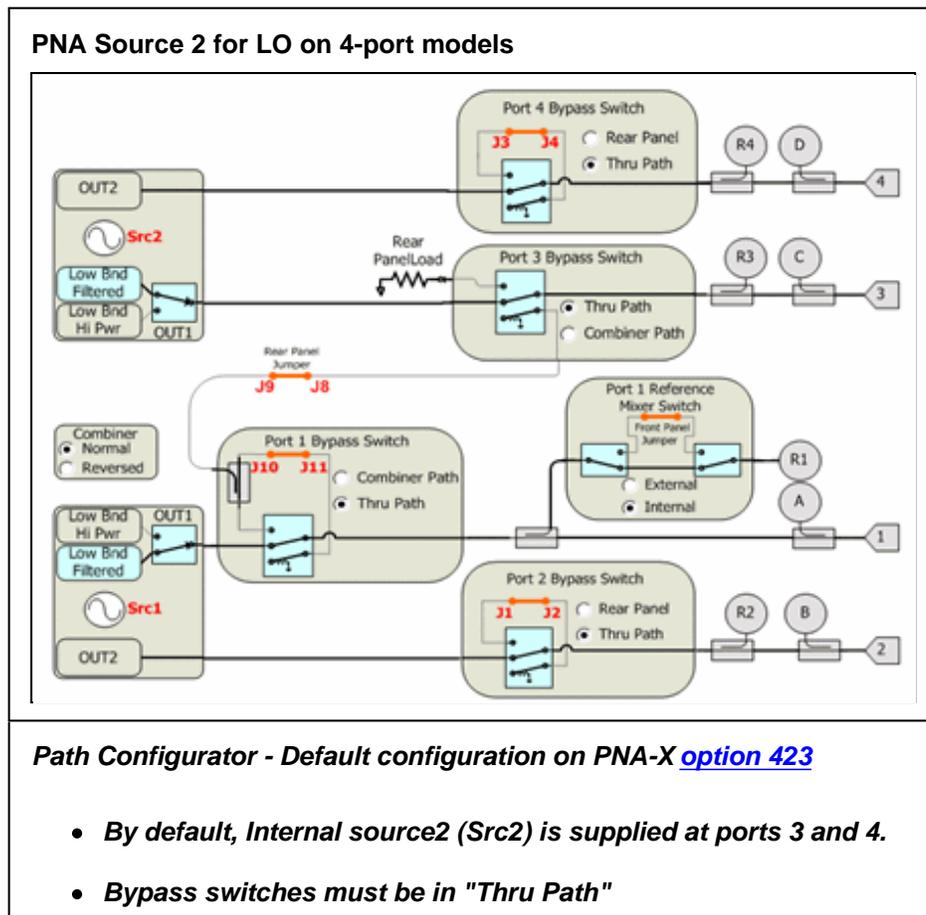 PNA Source 2 for LO on 4-port models
Port 4 Bypass Switch
J3 J4
Rear Panel
Thru Path
R4
D
4
OUT2
Src2
Low Bnd
Filtered
Low Bnd
Hi Pwr
OUT1
Rear
PanelLoad
Port 3 Bypass Switch
Thru Path
Combiner Path
R3
C
3
Rear Panel
Jumper
J9 J8
Port 1 Reference
Mixer Switch
Front Panel
Jumper
External
Internal
R1
A
1
Combiner
Normal
Reversed
Port 1 Bypass Switch
J10 J11
Combiner Path
Thru Path
Low Bnd
Hi Pwr
OUT1
Low Bnd
Filtered
Src1
OUT2
Port 2 Bypass Switch
J1 J2
Rear Panel
Thru Path
R2
B
2
Path Configurator - Default configuration on PNA-X option 423
• By default, Internal source2 (Src2) is supplied at ports 3 and 4.
• Bypass switches must be in "Thru Path"